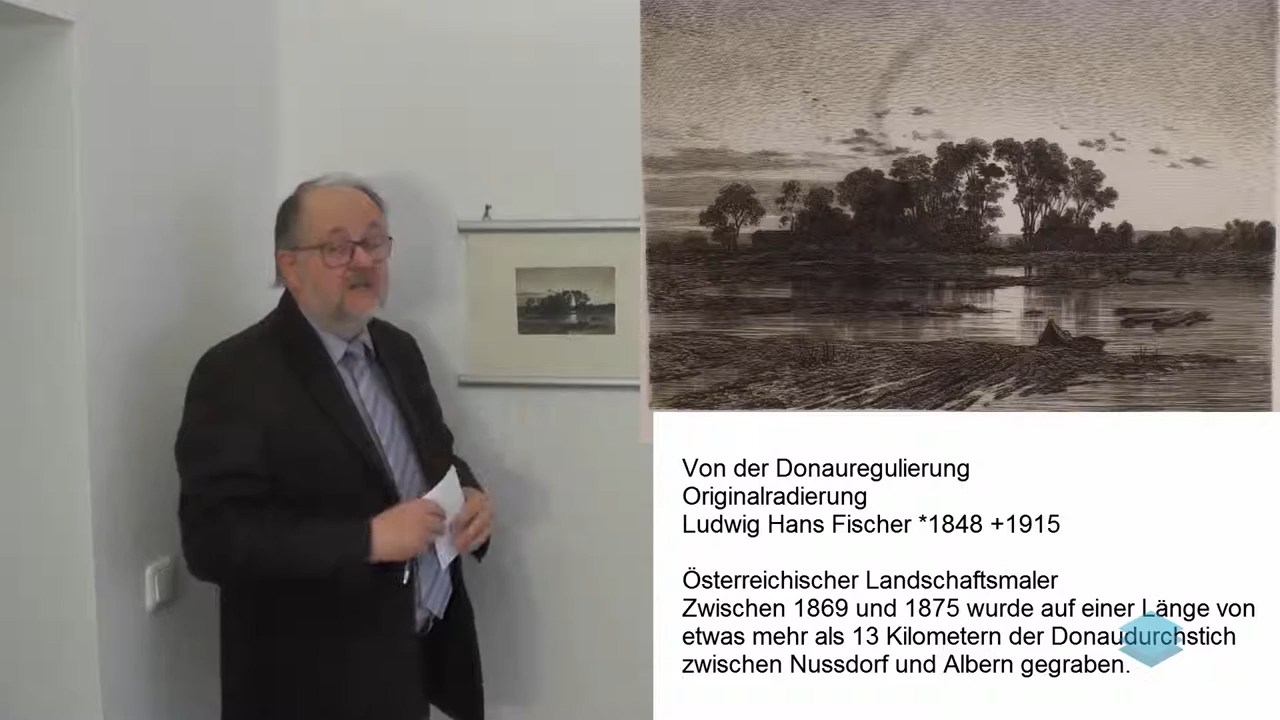 Von der Donauregulierung
Originalradierung
Ludwig Hans Fischer *1848 +1915
Österreichischer Landschaftsmaler
Zwischen 1869 und 1875 wurde auf einer Länge von
etwas mehr als 13 Kilometern der Donaudurchstich
zwischen Nussdorf und Albern gegraben.